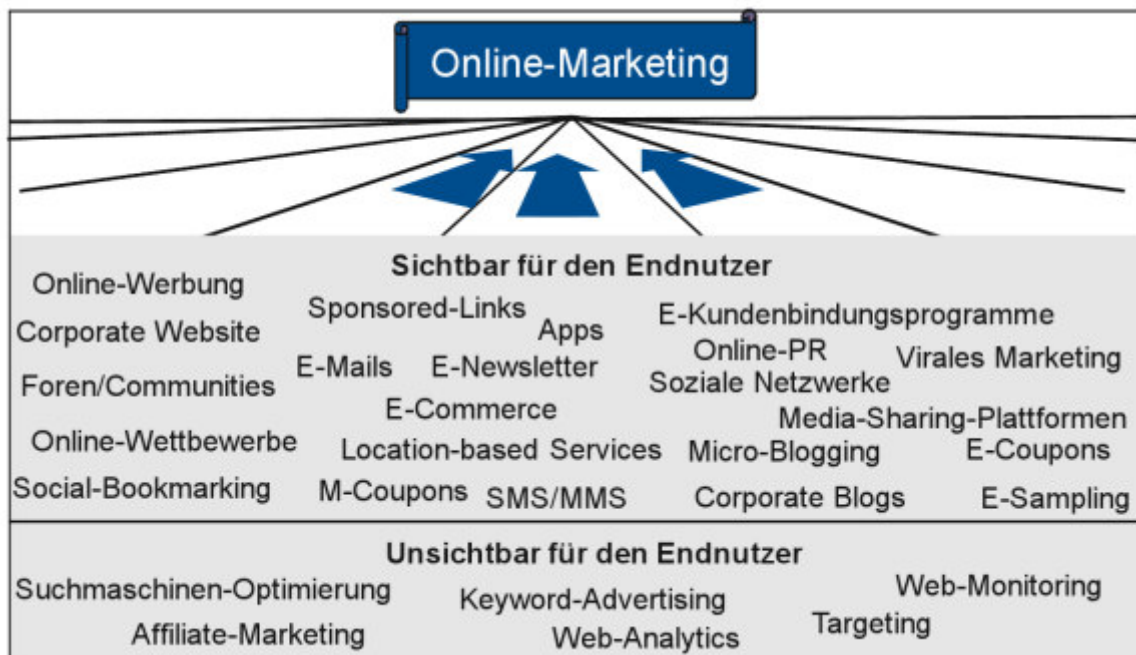 Online-Marketing
Sichtbar für den Endnutzer
Online-Werbung
Sponsored-Links
E-Kundenbindungsprogramme
Corporate Website
Apps
Online-PR
Virales Marketing
E-Mails
E-Newsletter
Foren/Communities
Soziale Netzwerke
E-Commerce
Media-Sharing-Plattformen
Online-Wettbewerbe
Location-based Services
Micro-Blogging
E-Coupons
Social-Bookmarking
M-Coupons
SMS/MMS
Corporate Blogs
E-Sampling
Unsichtbar für den Endnutzer
Suchmaschinen-Optimierung
Keyword-Advertising
Web-Monitoring
Affiliate-Marketing
Web-Analytics
Targeting